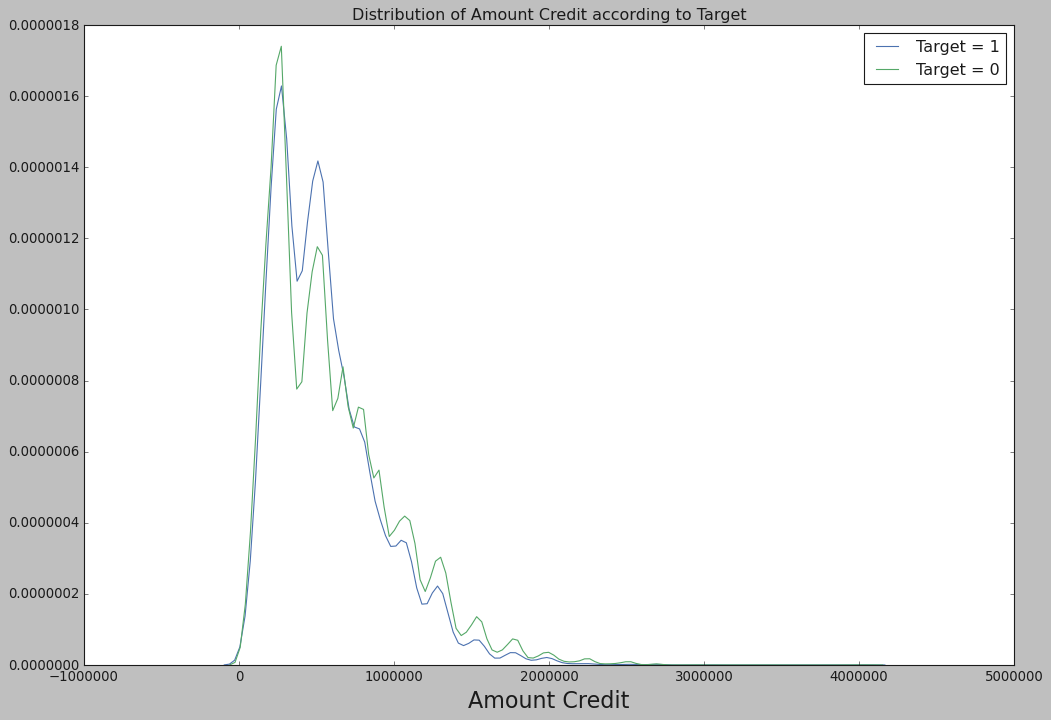 Distribution of Amount Credit according to Target
0.0000018
0.0000016
0.0000014
0.0000012
0.0000010
0.0000008
0.0000006
0.0000004
0.0000002
0.0000000
Target = 1
Target = 0
−1000000 0 1000000 2000000 3000000 4000000 5000000
Amount Credit